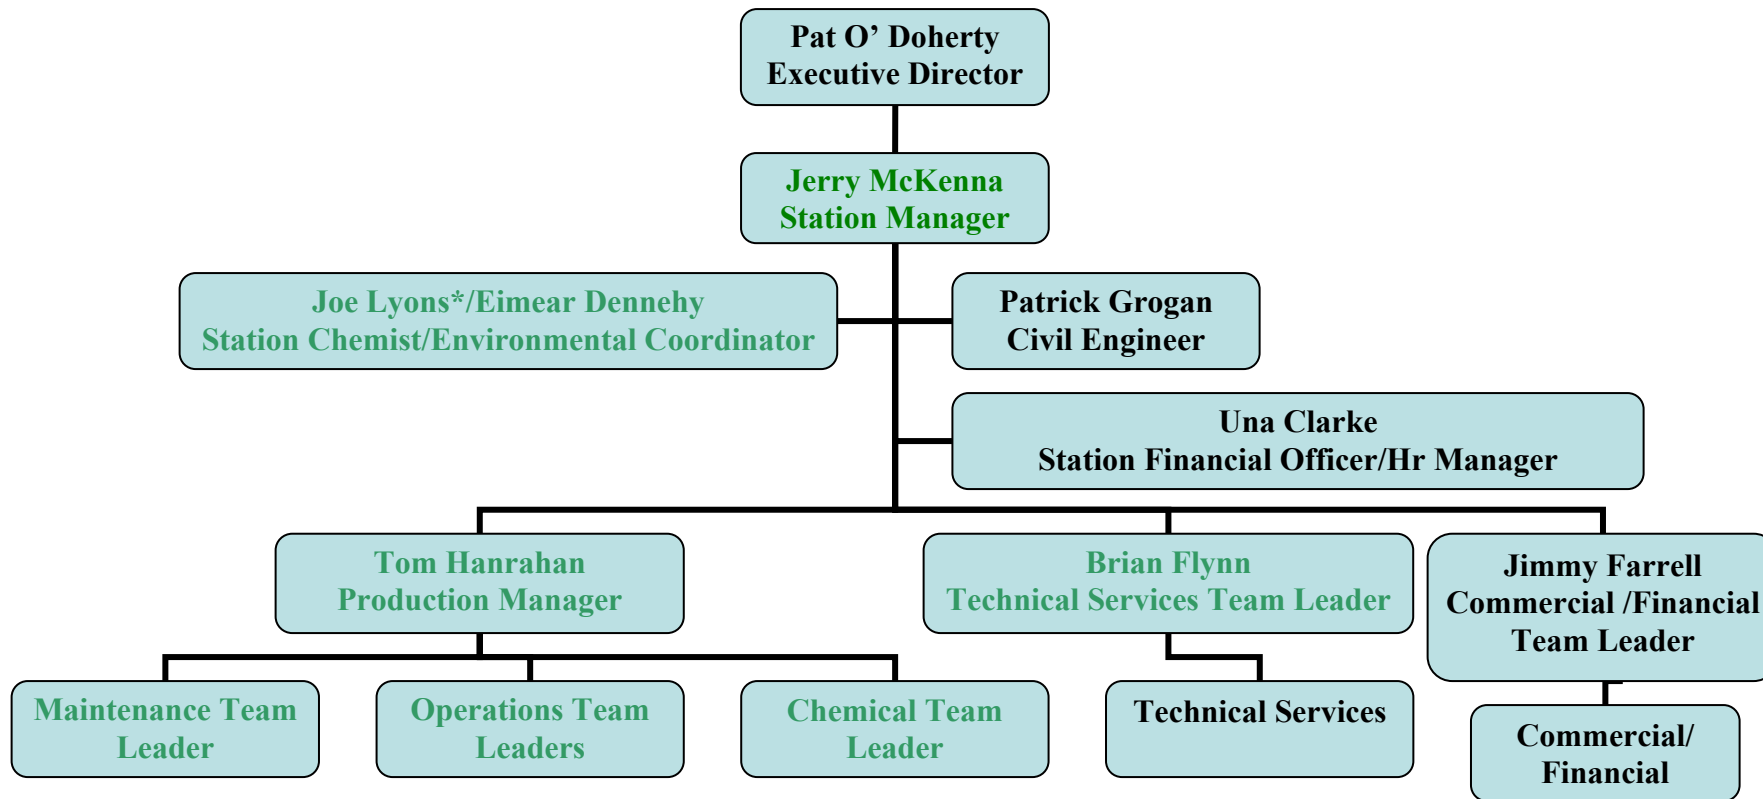 Pat O’ Doherty
Executive Director
Jerry McKenna
Station Manager
Joe Lyons*/Eimear Dennehy
Station Chemist/Environmental Coordinator
Patrick Grogan
Civil Engineer
Una Clarke
Station Financial Officer/Hr Manager
Tom Hanrahan
Production Manager
Brian Flynn
Technical Services Team Leader
Jimmy Farrell
Commercial /Financial
Team Leader
Maintenance Team
Leader
Operations Team
Leaders
Chemical Team
Leader
Technical Services
Commercial/
Financial